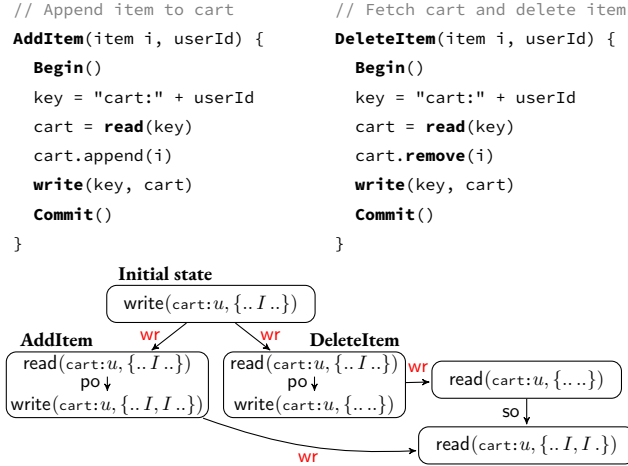 // Append item to cart
AddItem(item i, userId) {
Begin()
key = "cart:" + userId
cart = read(key)
cart.append(i)
write(key, cart)
Commit()
}
// Fetch cart and delete item
DeleteItem(item i, userId) {
Begin()
key = "cart:" + userId
cart = read(key)
cart.remove(i)
write(key, cart)
Commit()
}
Initial state
write(cart:u, {.. I ..})
wr
wr
AddItem
read(cart:u, {.. I ..})
po
write(cart:u, {.. I, I ..})
DeleteItem
read(cart:u, {.. I ..})
po
write(cart:u, {.. ..})
wr
read(cart:u, {.. ..})
so
read(cart:u, {.. I, I .})
wr